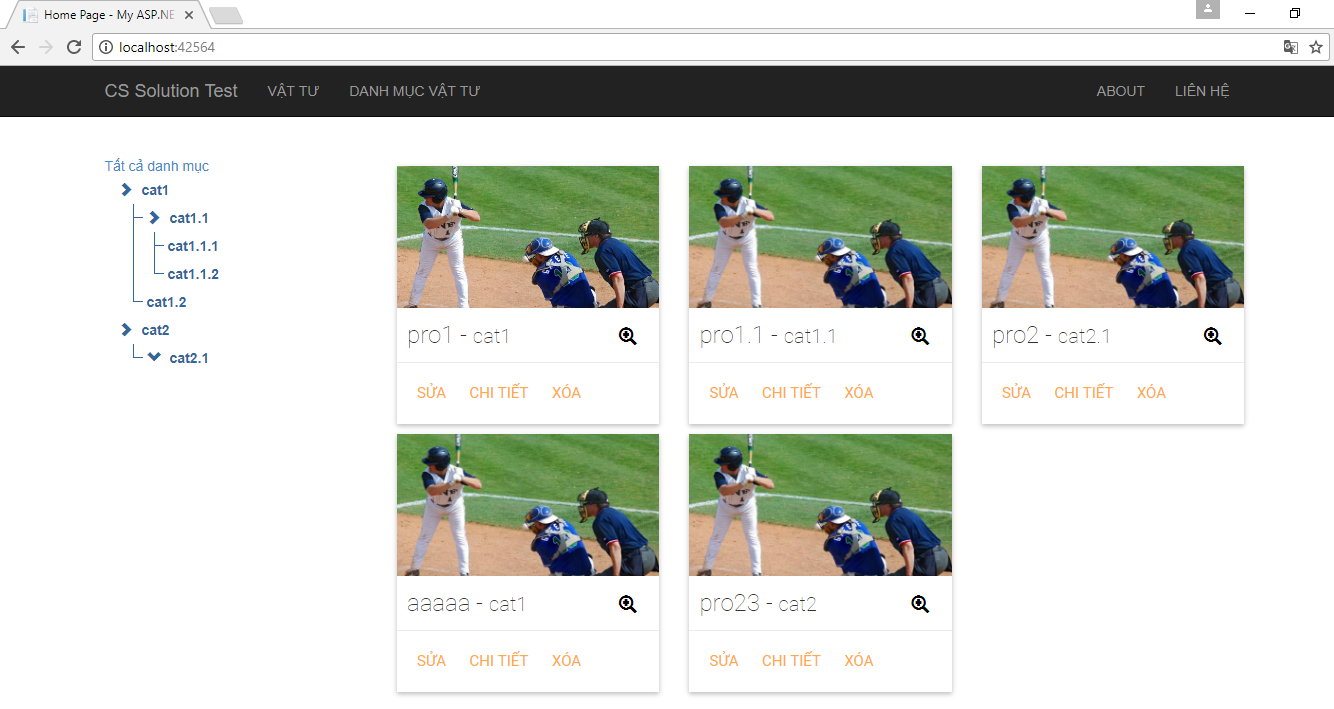 Home Page - My ASP.NE
localhost:42564
CS Solution Test VẬT TƯ DANH MỤC VẬT TƯ ABOUT LIÊN HỆ
Tất cả danh mục
cat1
cat1.1
cat1.1.1
cat1.1.2
cat1.2
cat2
cat2.1
pro1 - cat1
SỬA CHI TIẾT XÓA
pro1.1 - cat1.1
SỬA CHI TIẾT XÓA
pro2 - cat2.1
SỬA CHI TIẾT XÓA
aaaaa - cat1
SỬA CHI TIẾT XÓA
pro23 - cat2
SỬA CHI TIẾT XÓA